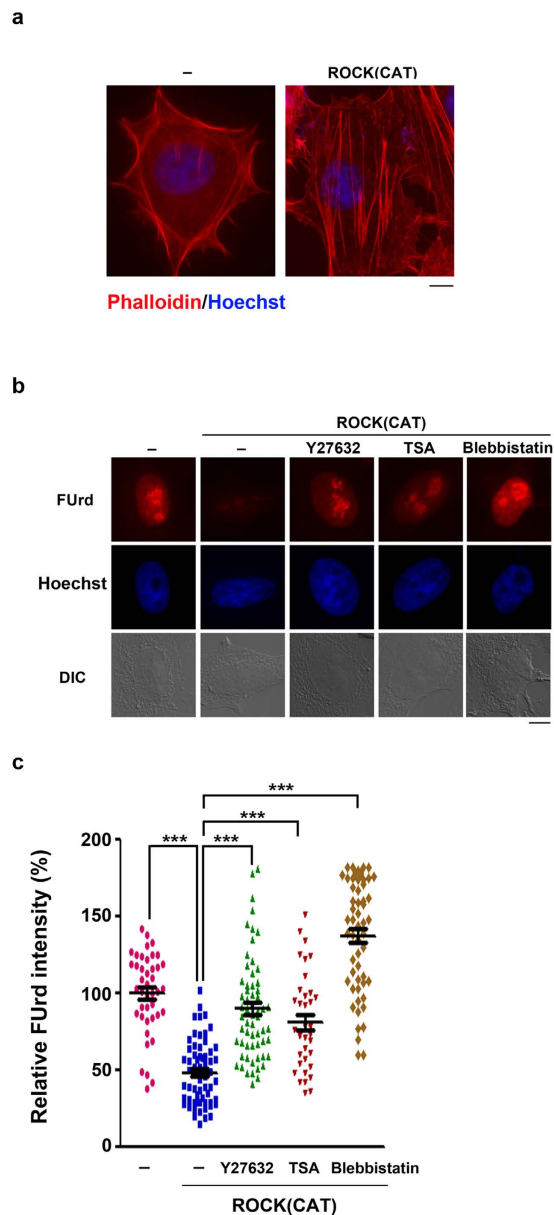 a
– ROCK(CAT)
Phalloidin/Hoechst
b
ROCK(CAT)
– – Y27632 TSA Blebbistatin
FUrd
Hoechst
DIC
c
***
***
*** ***
Relative FUrd intensity (%)
200
150
100
50
0
– – Y27632 TSA Blebbistatin
ROCK(CAT)